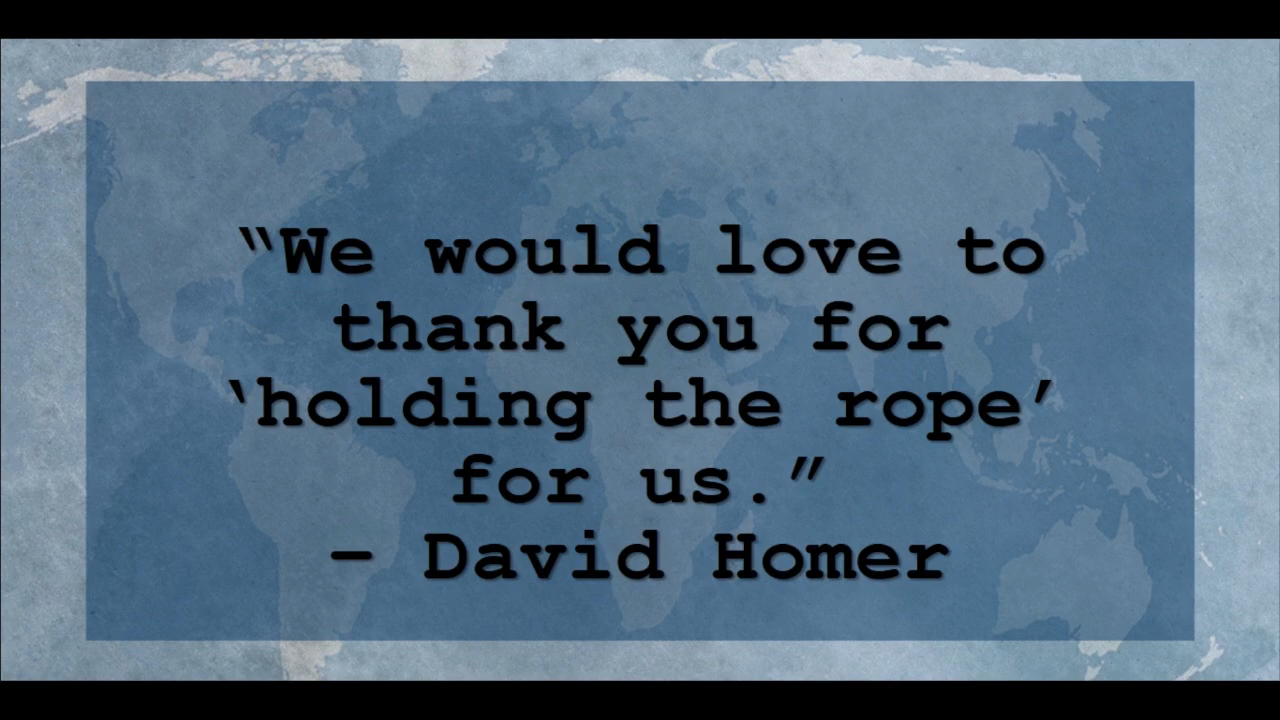 “We would love to
thank you for
‘holding the rope’
for us.”
– David Homer